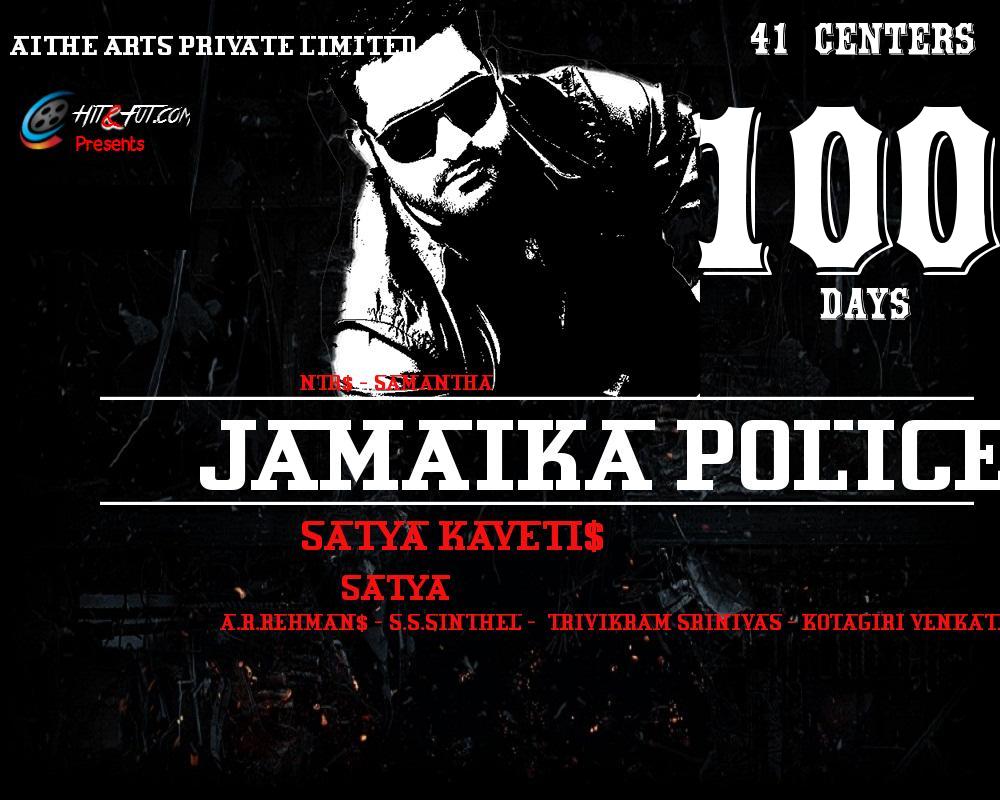 AITHE ARTS PRIVATE LIMITED
41 CENTERS
HIT&FUT.COM
Presents
100
DAYS
NTR$ - SAMANTHA
JAMAIKA POLICE
SATYA KAVETI$
SATYA
A.R.REHMAN$ - S.S.SINTHEL - TRIVIKRAM SRINIVAS - KOTAGIRI VENKAT